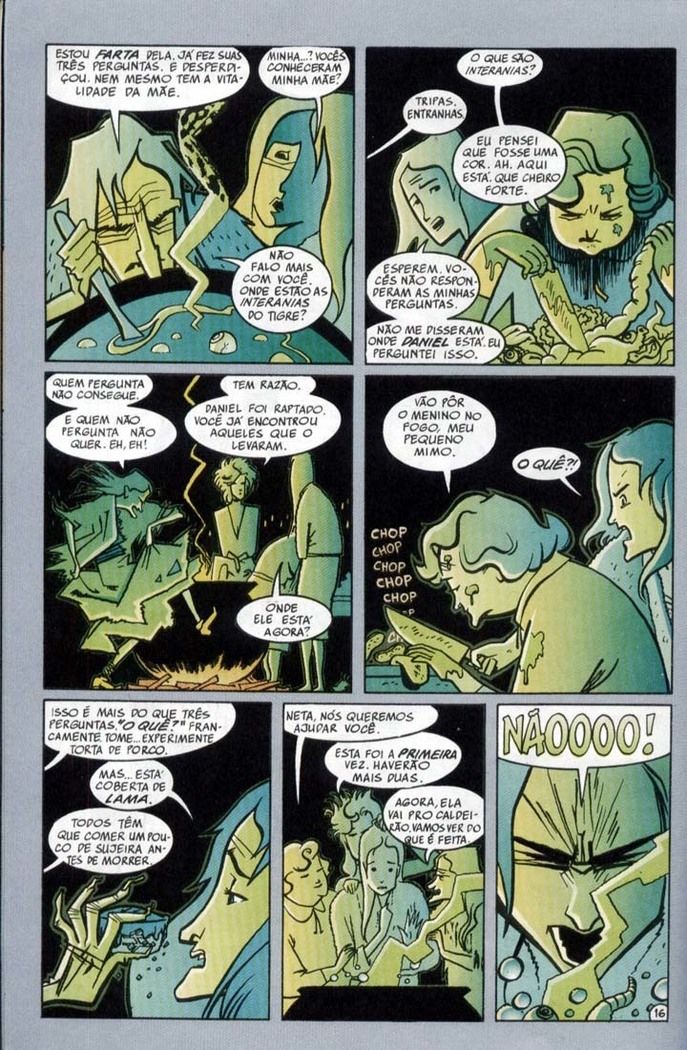 ESTOU FARTA DELA. JÁ FEZ SUAS
TRÊS PERGUNTAS. E DESPERDI-
ÇOU. NEM MESMO TEM A VITA-
LIDADE DA MÃE.
MINHA...? VOCÊS
CONHECERAM
MINHA MÃE?
NÃO
FALO MAIS
COM VOCÊ.
ONDE ESTÃO AS
INTERANIAS
DO TIGRE?
O QUE SÃO
INTERANIAS?
TRIPAS.
ENTRANHAS.
EU PENSEI
QUE FOSSE UMA
COR. AH. AQUI
ESTÁ. QUE CHEIRO
FORTE.
ESPEREM. VO-
CÊS NÃO RESPON-
DERAM AS MINHAS
PERGUNTAS.
NÃO ME DISSERAM
ONDE DANIEL ESTÁ. EU
PERGUNTEI ISSO.
QUEM PERGUNTA
NÃO CONSEGUE.
E QUEM NÃO
PERGUNTA NÃO
QUER. EH, EH!
TEM RAZÃO.
DANIEL FOI RAPTADO.
VOCÊ JÁ ENCONTROU
AQUELES QUE O
LEVARAM.
ONDE
ELE ESTÁ
AGORA?
VÃO PÔR
O MENINO NO
FOGO, MEU
PEQUENO
MIMO.
O QUÊ?!
CHOP
CHOP
CHOP
CHOP
CHOP
OP
ISSO É MAIS DO QUE TRÊS
PERGUNTAS. "O QUÊ?" FRAN-
CAMENTE. TOME... EXPERIMENTE
TORTA DE PORCO.
MAS... ESTÁ
COBERTA DE
LAMA.
TODOS TÊM
QUE COMER UM POU-
CO DE SUJEIRA AN-
TES DE MORRER.
NETA, NÓS QUEREMOS
AJUDAR VOCÊ.
ESTA FOI A PRIMEIRA
VEZ. HAVERÃO
MAIS DUAS.
AGORA, ELA
VAI PRO CALDEI-
RÃO. VAMOS VER DO
QUE É FEITA.
NÃOOOO!
16